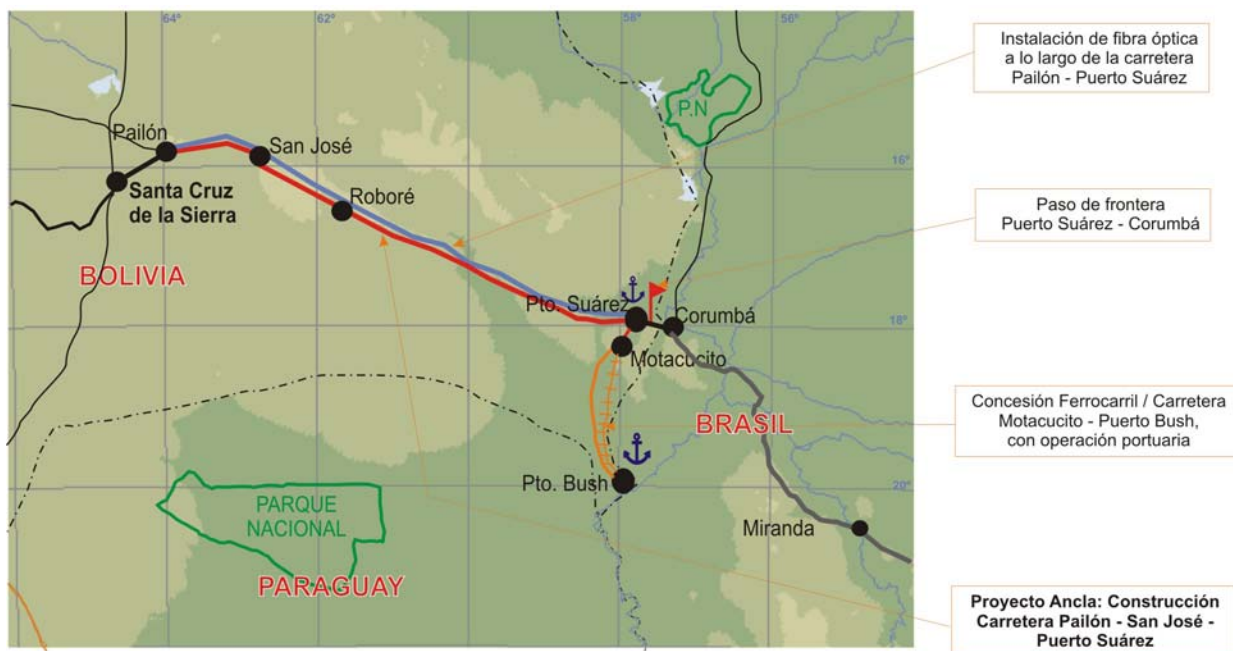 64°
62°
58°
56°
Instalación de fibra óptica
a lo largo de la carretera
Pailón - Puerto Suárez
P.N
Pailón
San José
16°
Santa Cruz
de la Sierra
Roboré
Paso de frontera
Puerto Suárez - Corumbá
BOLIVIA
Pto. Suárez
Corumbá
18°
Motacucito
Concesión Ferrocarril / Carretera
Motacucito - Puerto Bush,
con operación portuaria
BRASIL
Pto. Bush
20°
PARQUE
NACIONAL
Miranda
PARAGUAY
Proyecto Ancla: Construcción
Carretera Pailón - San José -
Puerto Suárez